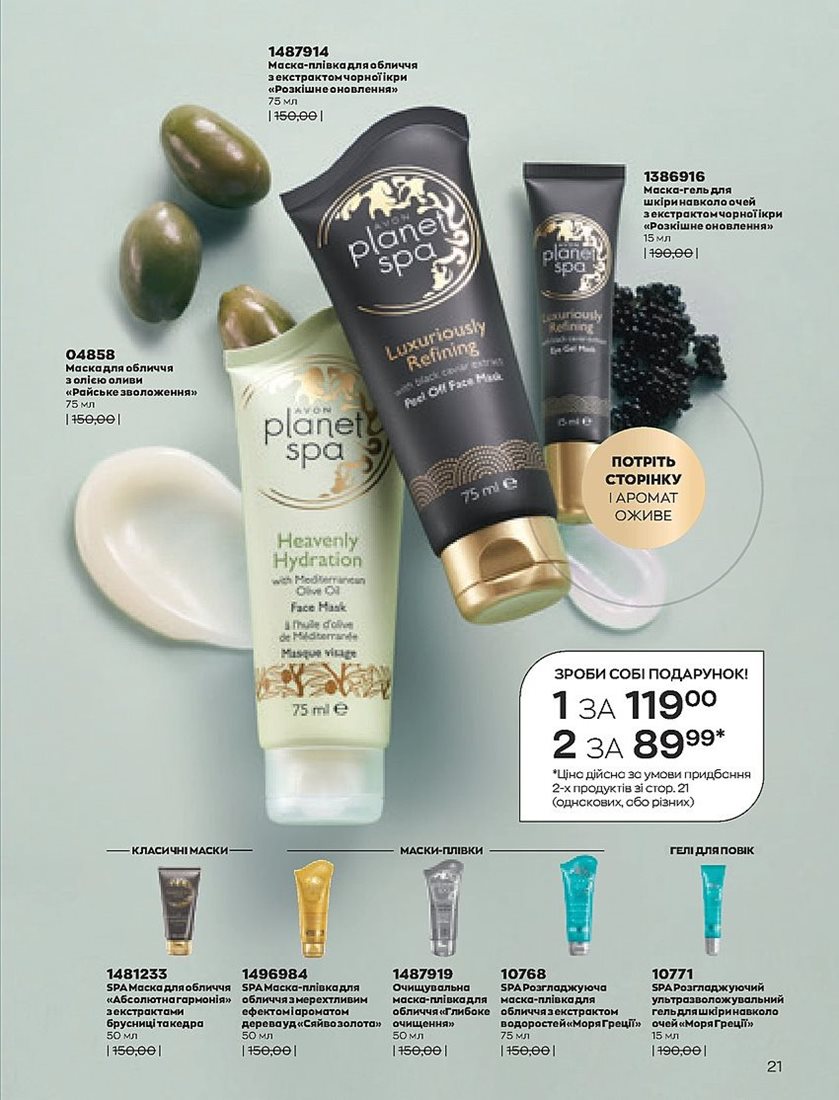 1487914
Маска-плівка для обличчя
з екстрактом чорної ікри
«Розкішне оновлення»
75 мл
|150,00|
1386916
Маска-гель для
шкіри навколо очей
з екстрактом чорної ікри
«Розкішне оновлення»
15 мл
|190,00|
04858
Маска для обличчя
з олією оливи
«Райське зволоження»
75 мл
|150,00|
AVON
planet
spa
Luxuriously
Refining
with black caviar extract
Peel Off Face Mask
75 ml e
AVON
planet
spa
Luxuriously
Refining
with black caviar extract
Eye Gel Mask
15 ml e
AVON
planet
spa
Heavenly
Hydration
with Mediterranean
Olive Oil
Face Mask
à l'huile d'olive
de Méditerranée
Masque visage
75 ml e
ПОТРІТЬ
СТОРІНКУ
І АРОМАТ
ОЖИВЕ
ЗРОБИ СОБІ ПОДАРУНОК!
1 ЗА 119⁰⁰
2 ЗА 89⁹⁹*
*Ціна дійсна за умови придбання
2-х продуктів зі стор. 21
(однакових, або різних)
КЛАСИЧНІ МАСКИ
МАСКИ-ПЛІВКИ
ГЕЛІ ДЛЯ ПОВІК
1481233
SPA Маска для обличчя
«Абсолютна гармонія»
з екстрактами
брусниці та кедра
50 мл
|150,00|
1496984
SPA Маска-плівка для
обличчя з мерехтливим
ефектом і ароматом
дерева уд «Сяйво золота»
50 мл
|150,00|
1487919
Очищувальна
маска-плівка для
обличчя «Глибоке
очищення»
50 мл
|150,00|
10768
SPA Розгладжуюча
маска-плівка для
обличчя з екстрактом
водоростей «Моря Греції»
75 мл
|150,00|
10771
SPA Розгладжуючий
ультразволожувальний
гель для шкіри навколо
очей «Моря Греції»
15 мл
|190,00|
21